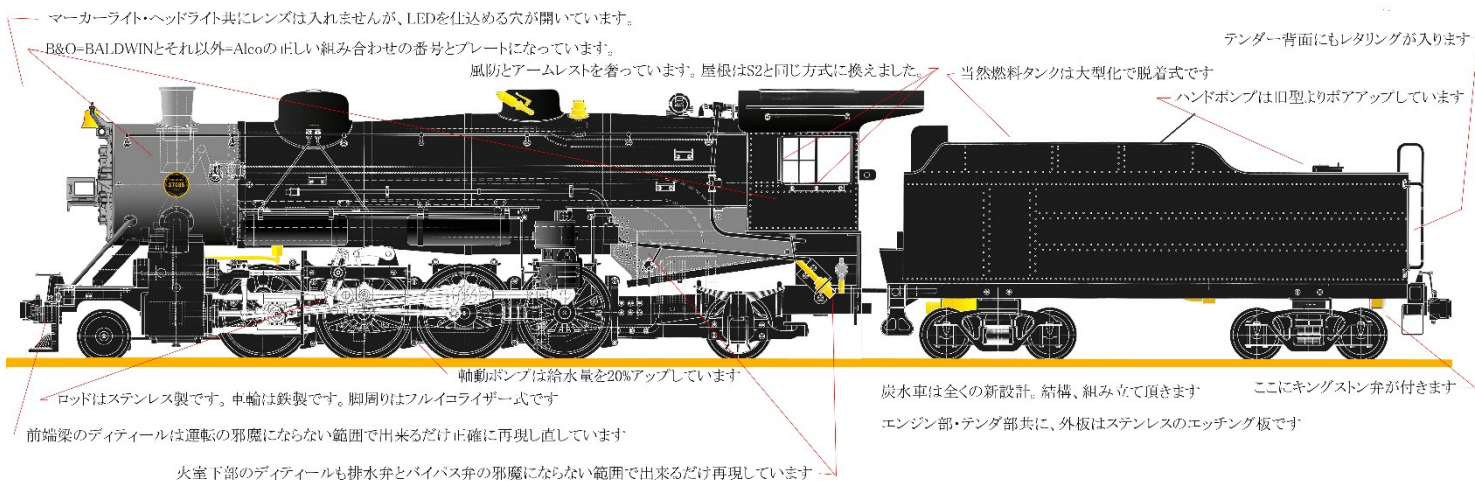 マーカーライト・ヘッドライト共にレンズは入れませんが、LEDを仕込める穴が開いています。
テンダー背面にもレタリングが入ります
B&O=BALDWINとそれ以外=Alcoの正しい組み合わせの番号とプレートになっています。
風防とアームレストを奢っています。屋根はS2と同じ方式に換えました。
当然燃料タンクは大型化で脱着式です
ハンドポンプは旧型よりボアアップしています
軸動ポンプは給水量を20%アップしています
炭水車は全くの新設計。結構、組み立て頂きます
ここにキングストン弁が付きます
ロッドはステンレス製です。車輪は鉄製です。脚周りはフルイコライザー式です
エンジン部・テンダ部共に、外板はステンレスのエッチング板です
前端梁のディティールは運転の邪魔にならない範囲で出来るだけ正確に再現し直しています
火室下部のディティールも排水弁とバイパス弁の邪魔にならない範囲で出来るだけ再現しています